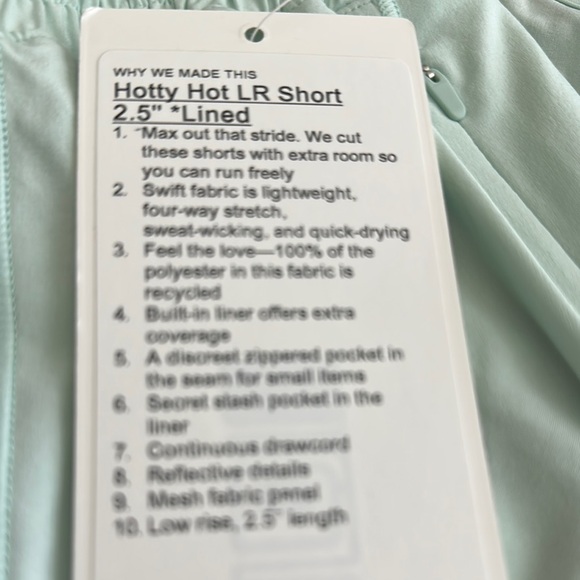 WHY WE MADE THIS
Hotty Hot LR Short
2.5" *Lined
1. "Max out that stride. We cut
these shorts with extra room so
you can run freely
2. Swift fabric is lightweight,
four-way stretch,
sweat-wicking, and quick-drying
3. Feel the love—100% of the
polyester in this fabric is
recycled
4. Built-in liner offers extra
coverage
5. A discreet zippered pocket in
the seam for small items
6. Secret stash pocket in the
liner
7. Continuous drawcord
8. Reflective details
9. Mesh fabric panel
10. Low rise, 2.5" length